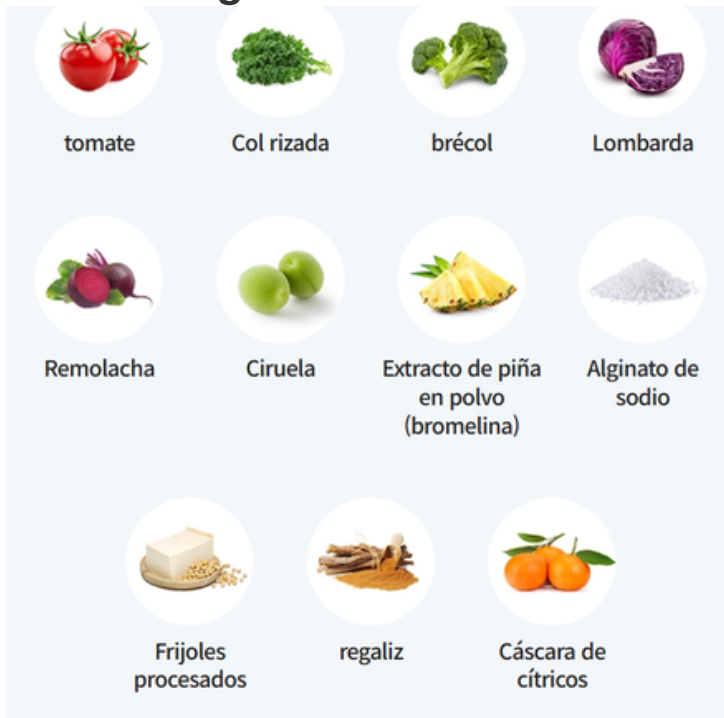 tomate
Col rizada
brécol
Lombarda
Remolacha
Ciruela
Extracto de piña
en polvo
(bromelina)
Alginato de
sodio
Frijoles
procesados
regaliz
Cáscara de
cítricos